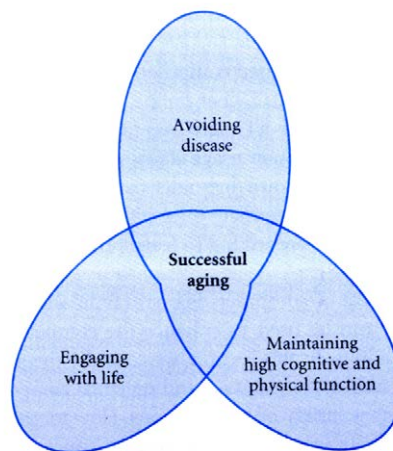 Avoiding
disease
Successful
aging
Engaging
with life
Maintaining
high cognitive and
physical function